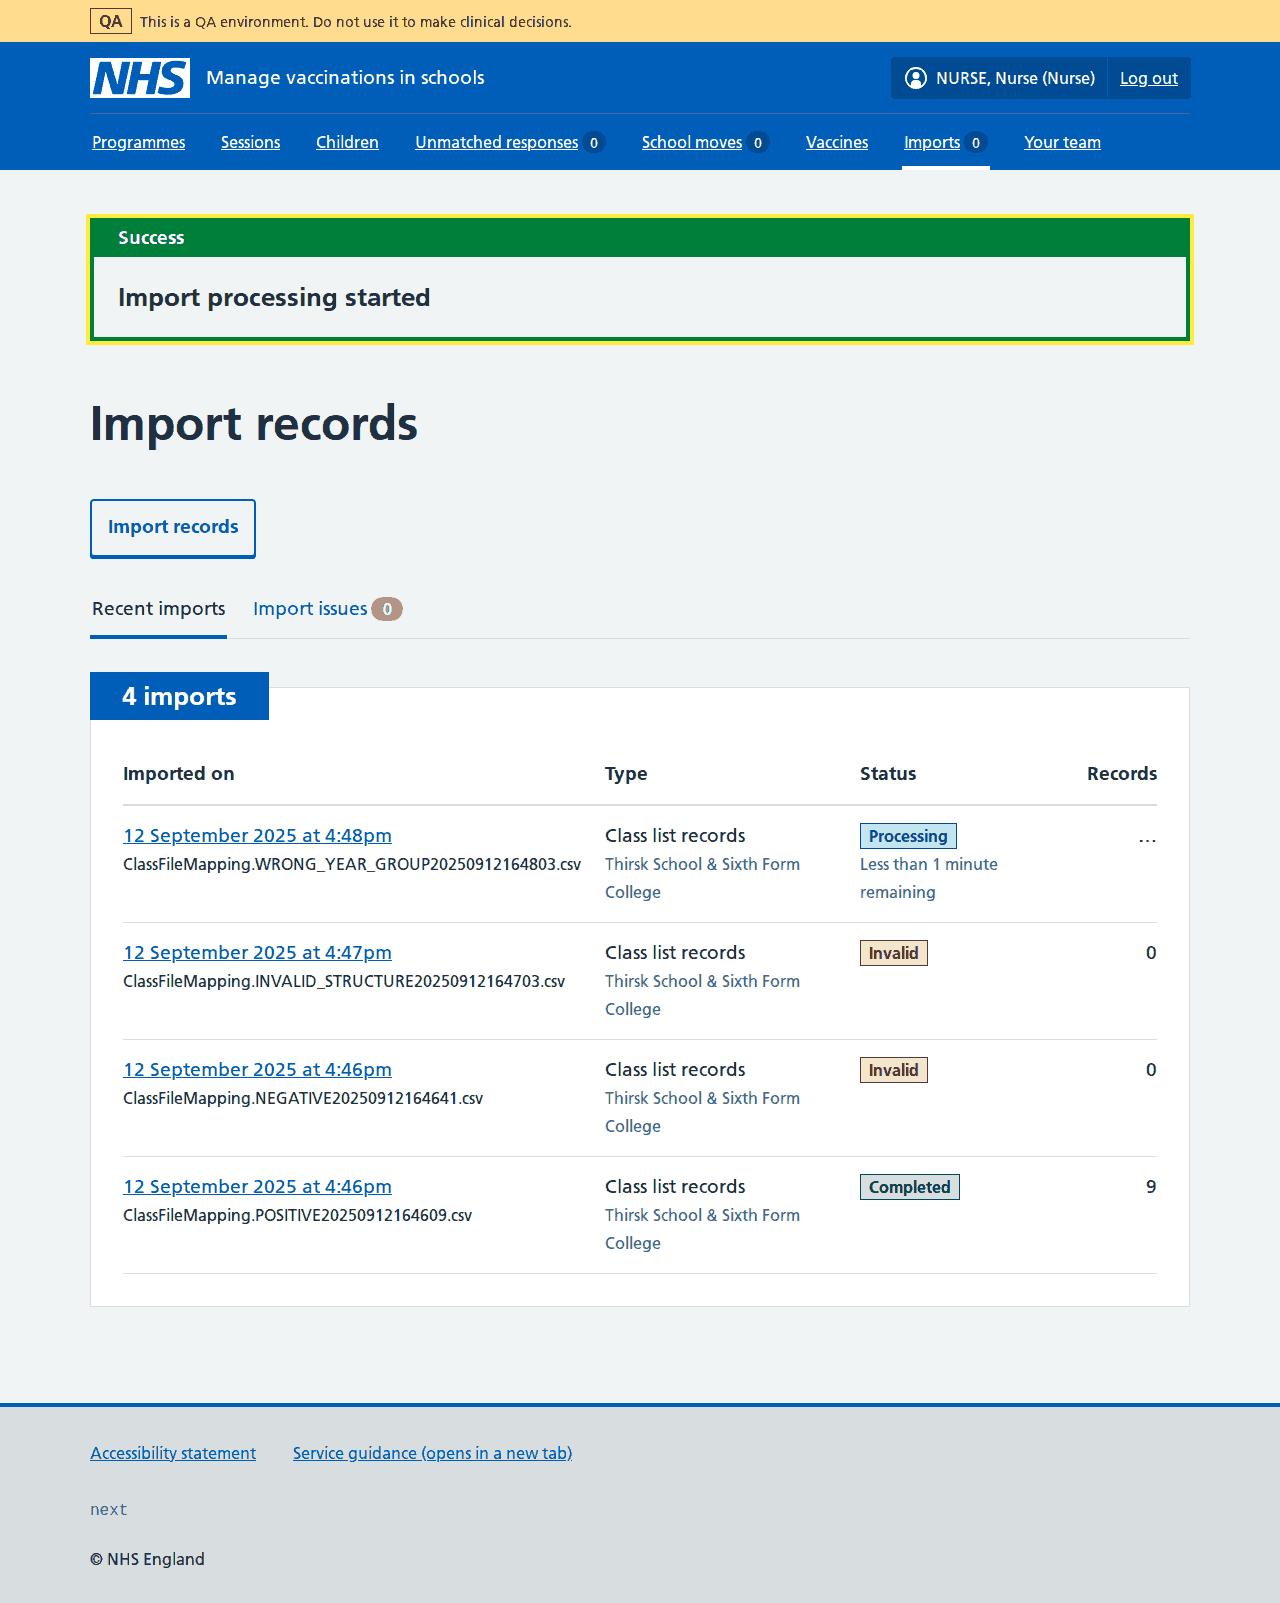 QA This is a QA environment. Do not use it to make clinical decisions.
NHS Manage vaccinations in schools NURSE, Nurse (Nurse) Log out
Programmes Sessions Children Unmatched responses 0 School moves 0 Vaccines Imports 0 Your team
Success
Import processing started
Import records
Import records
Recent imports Import issues 0
4 imports
Imported on Type Status Records
12 September 2025 at 4:48pm Class list records Processing ...
ClassFileMapping.WRONG_YEAR_GROUP20250912164803.csv Thirsk School & Sixth Form Less than 1 minute
College remaining
12 September 2025 at 4:47pm Class list records Invalid 0
ClassFileMapping.INVALID_STRUCTURE20250912164703.csv Thirsk School & Sixth Form
College
12 September 2025 at 4:46pm Class list records Invalid 0
ClassFileMapping.NEGATIVE20250912164641.csv Thirsk School & Sixth Form
College
12 September 2025 at 4:46pm Class list records Completed 9
ClassFileMapping.POSITIVE20250912164609.csv Thirsk School & Sixth Form
College
Accessibility statement Service guidance (opens in a new tab)
next
© NHS England